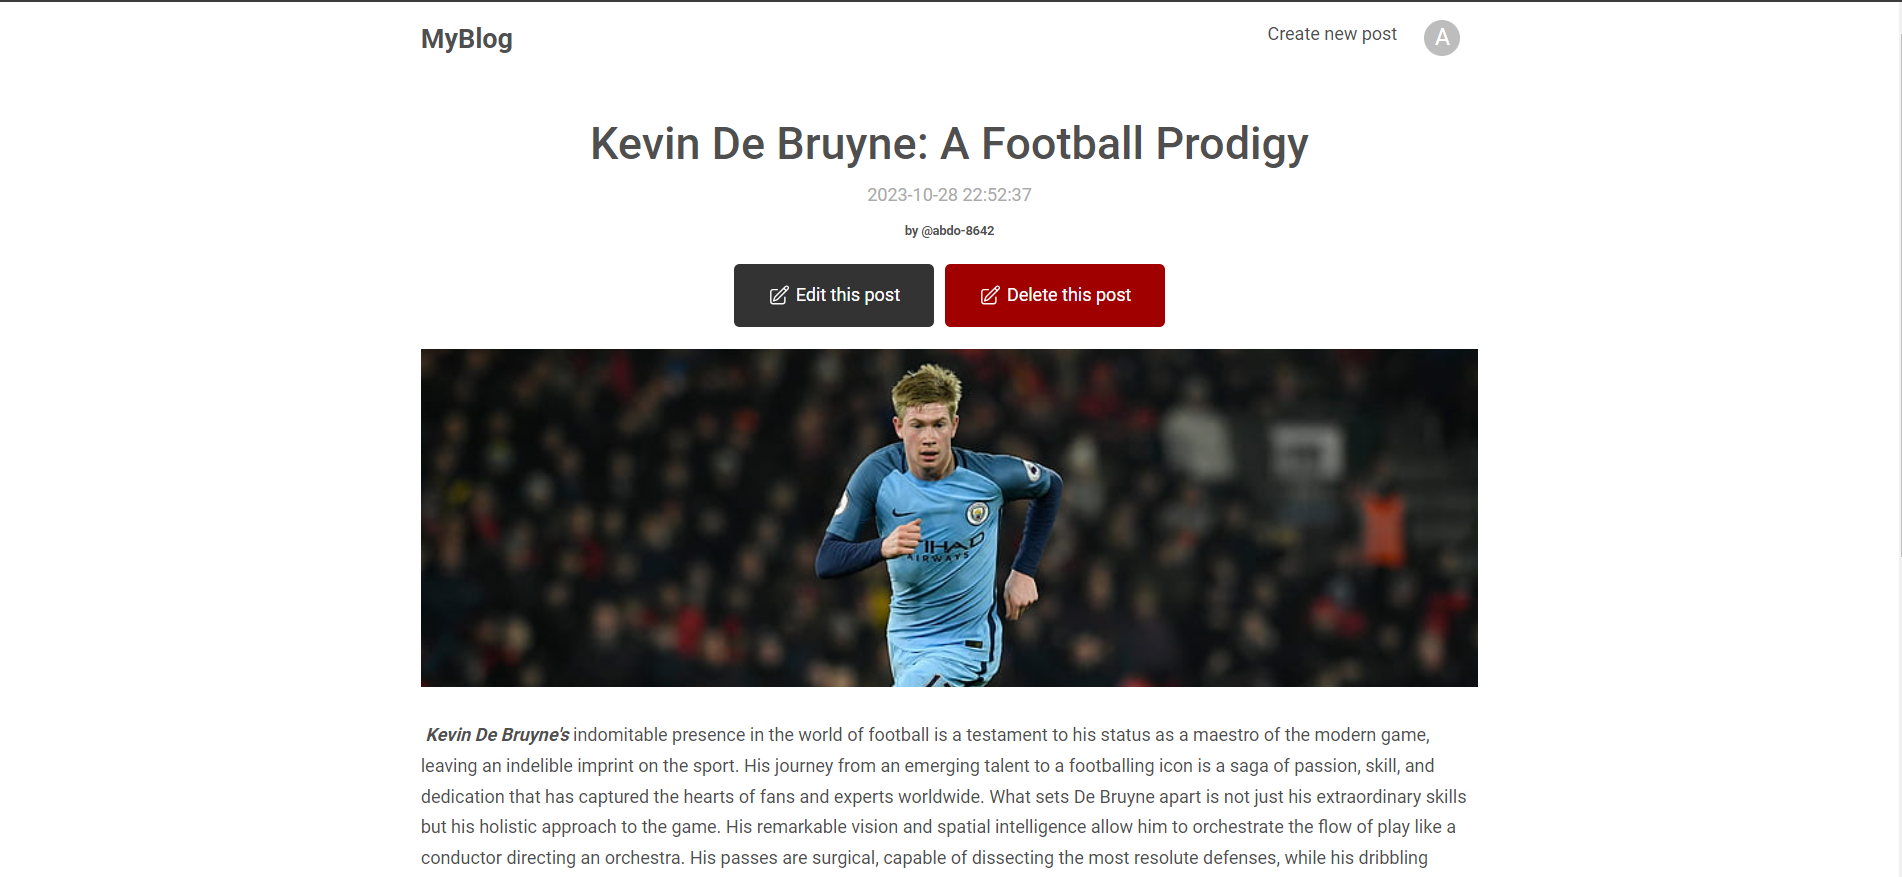 MyBlog
Create new post
A
Kevin De Bruyne: A Football Prodigy
2023-10-28 22:52:37
by @abdo-8642
Edit this post
Delete this post
AIRWAYS
Kevin De Bruyne's indomitable presence in the world of football is a testament to his status as a maestro of the modern game,
leaving an indelible imprint on the sport. His journey from an emerging talent to a footballing icon is a saga of passion, skill, and
dedication that has captured the hearts of fans and experts worldwide. What sets De Bruyne apart is not just his extraordinary skills
but his holistic approach to the game. His remarkable vision and spatial intelligence allow him to orchestrate the flow of play like a
conductor directing an orchestra. His passes are surgical, capable of dissecting the most resolute defenses, while his dribbling